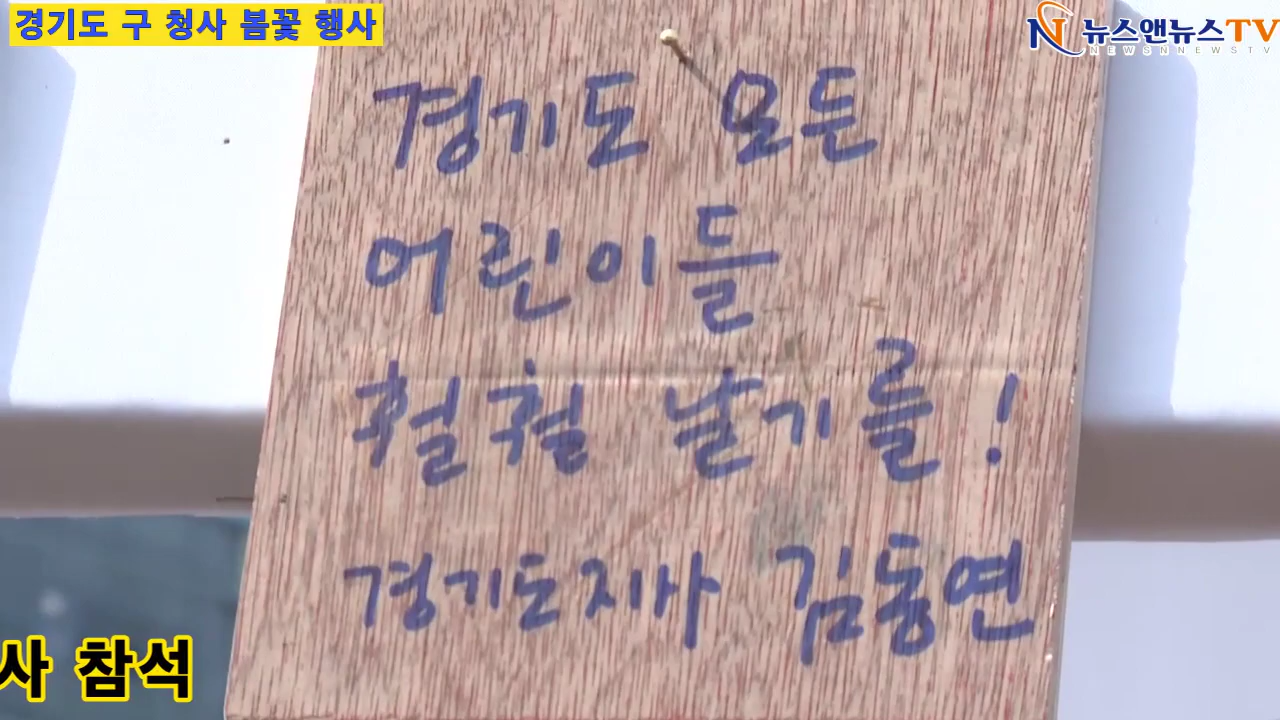 경기도 구 청사 봄꽃 행사
뉴스앤뉴스TV
NEWSNNEWSTV
경기도 모든
어린이들
훨훨 날기를!
경기도지사 김동연
사 참석